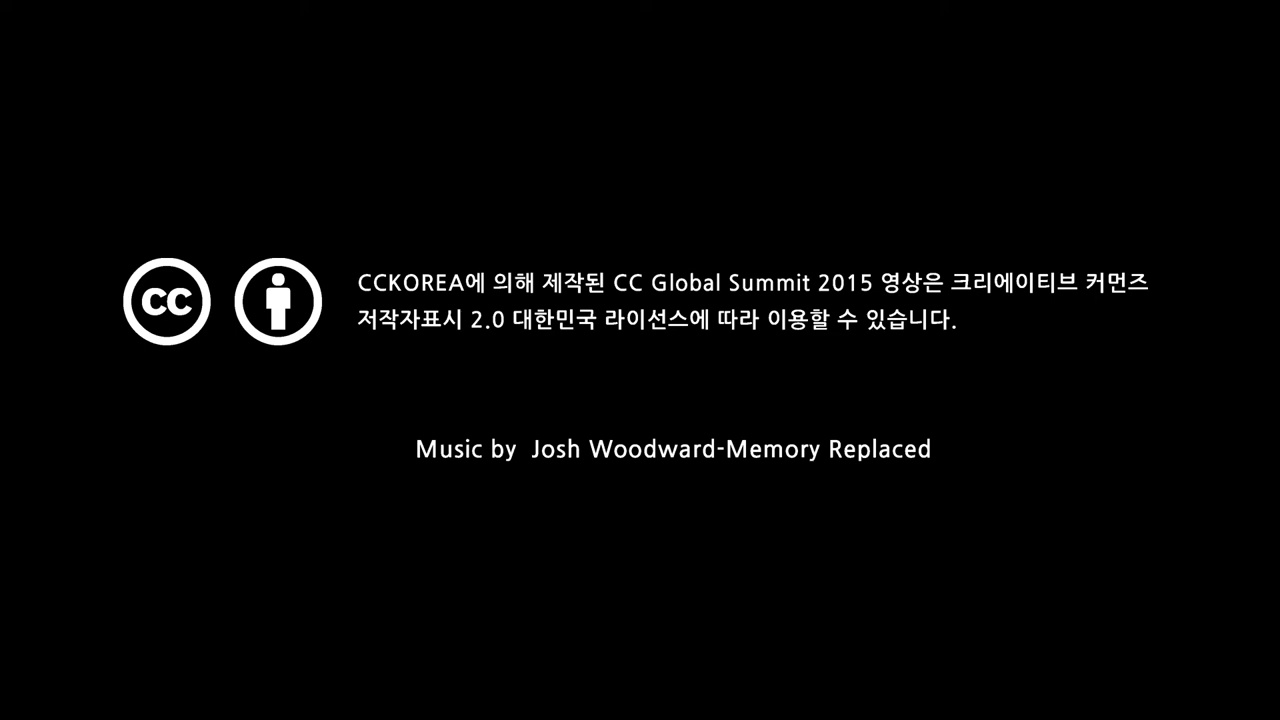 cc
CCKOREA에 의해 제작된 CC Global Summit 2015 영상은 크리에이티브 커먼즈
저작자표시 2.0 대한민국 라이선스에 따라 이용할 수 있습니다.
Music by  Josh Woodward-Memory Replaced